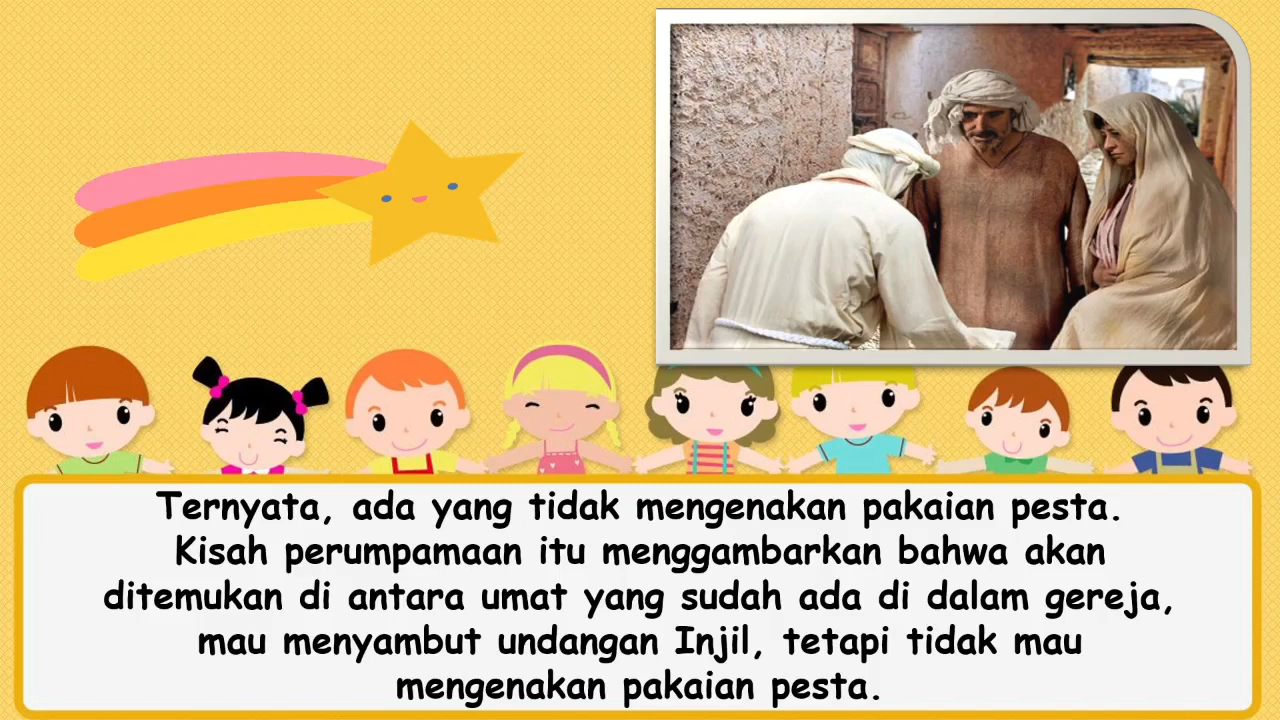 Ternyata, ada yang tidak mengenakan pakaian pesta.
Kisah perumpamaan itu menggambarkan bahwa akan
ditemukan di antara umat yang sudah ada di dalam gereja,
mau menyambut undangan Injil, tetapi tidak mau
mengenakan pakaian pesta.